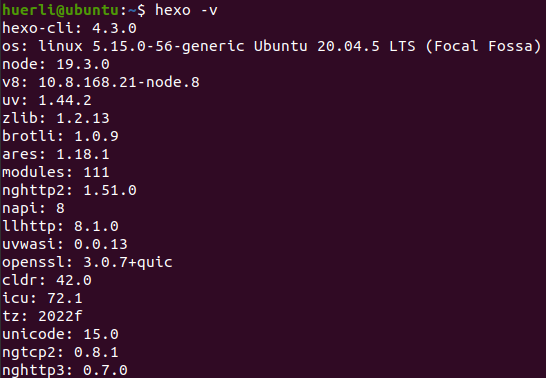 huerli@ubuntu:~$ hexo -v
hexo-cli: 4.3.0
os: linux 5.15.0-56-generic Ubuntu 20.04.5 LTS (Focal Fossa)
node: 19.3.0
v8: 10.8.168.21-node.8
uv: 1.44.2
zlib: 1.2.13
brotli: 1.0.9
ares: 1.18.1
modules: 111
nghttp2: 1.51.0
napi: 8
llhttp: 8.1.0
uvwasi: 0.0.13
openssl: 3.0.7+quic
cldr: 42.0
icu: 72.1
tz: 2022f
unicode: 15.0
ngtcp2: 0.8.1
nghttp3: 0.7.0